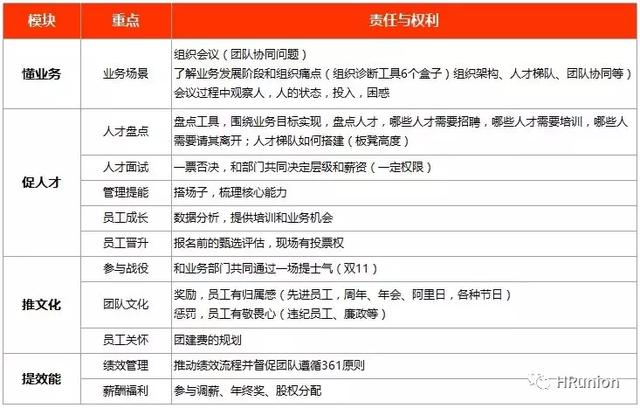 模块 重点 责任与权利
懂业务 业务场景 组织会议（团队协同问题）
了解业务发展阶段和组织痛点（组织诊断工具6个盒子）组织架构、人才梯队、团队协同等）
会议过程中观察人，人的状态，投入，困惑
促人才 人才盘点 盘点工具，围绕业务目标实现，盘点人才，哪些人才需要招聘，哪些人才需要培训，哪些人
需要请其离开；人才梯队如何搭建（板凳高度）
人才面试 一票否决，和部门共同决定层级和薪资（一定权限）
管理提能 搭场子，梳理核心能力
员工成长 数据分析，提供培训和业务机会
员工晋升 报名前的甄选评估，现场有投票权
推文化 参与战役 和业务部门共同通过一场提士气（双11）
团队文化 奖励，员工有归属感（先进员工，周年、年会、阿里日，各种节日）
惩罚，员工有敬畏心（违纪员工、廉政等）
员工关怀 团建费的规划
提效能 绩效管理 推动绩效流程并督促团队遵循361原则
薪酬福利 参与调薪、年终奖、股权分配
HRunion